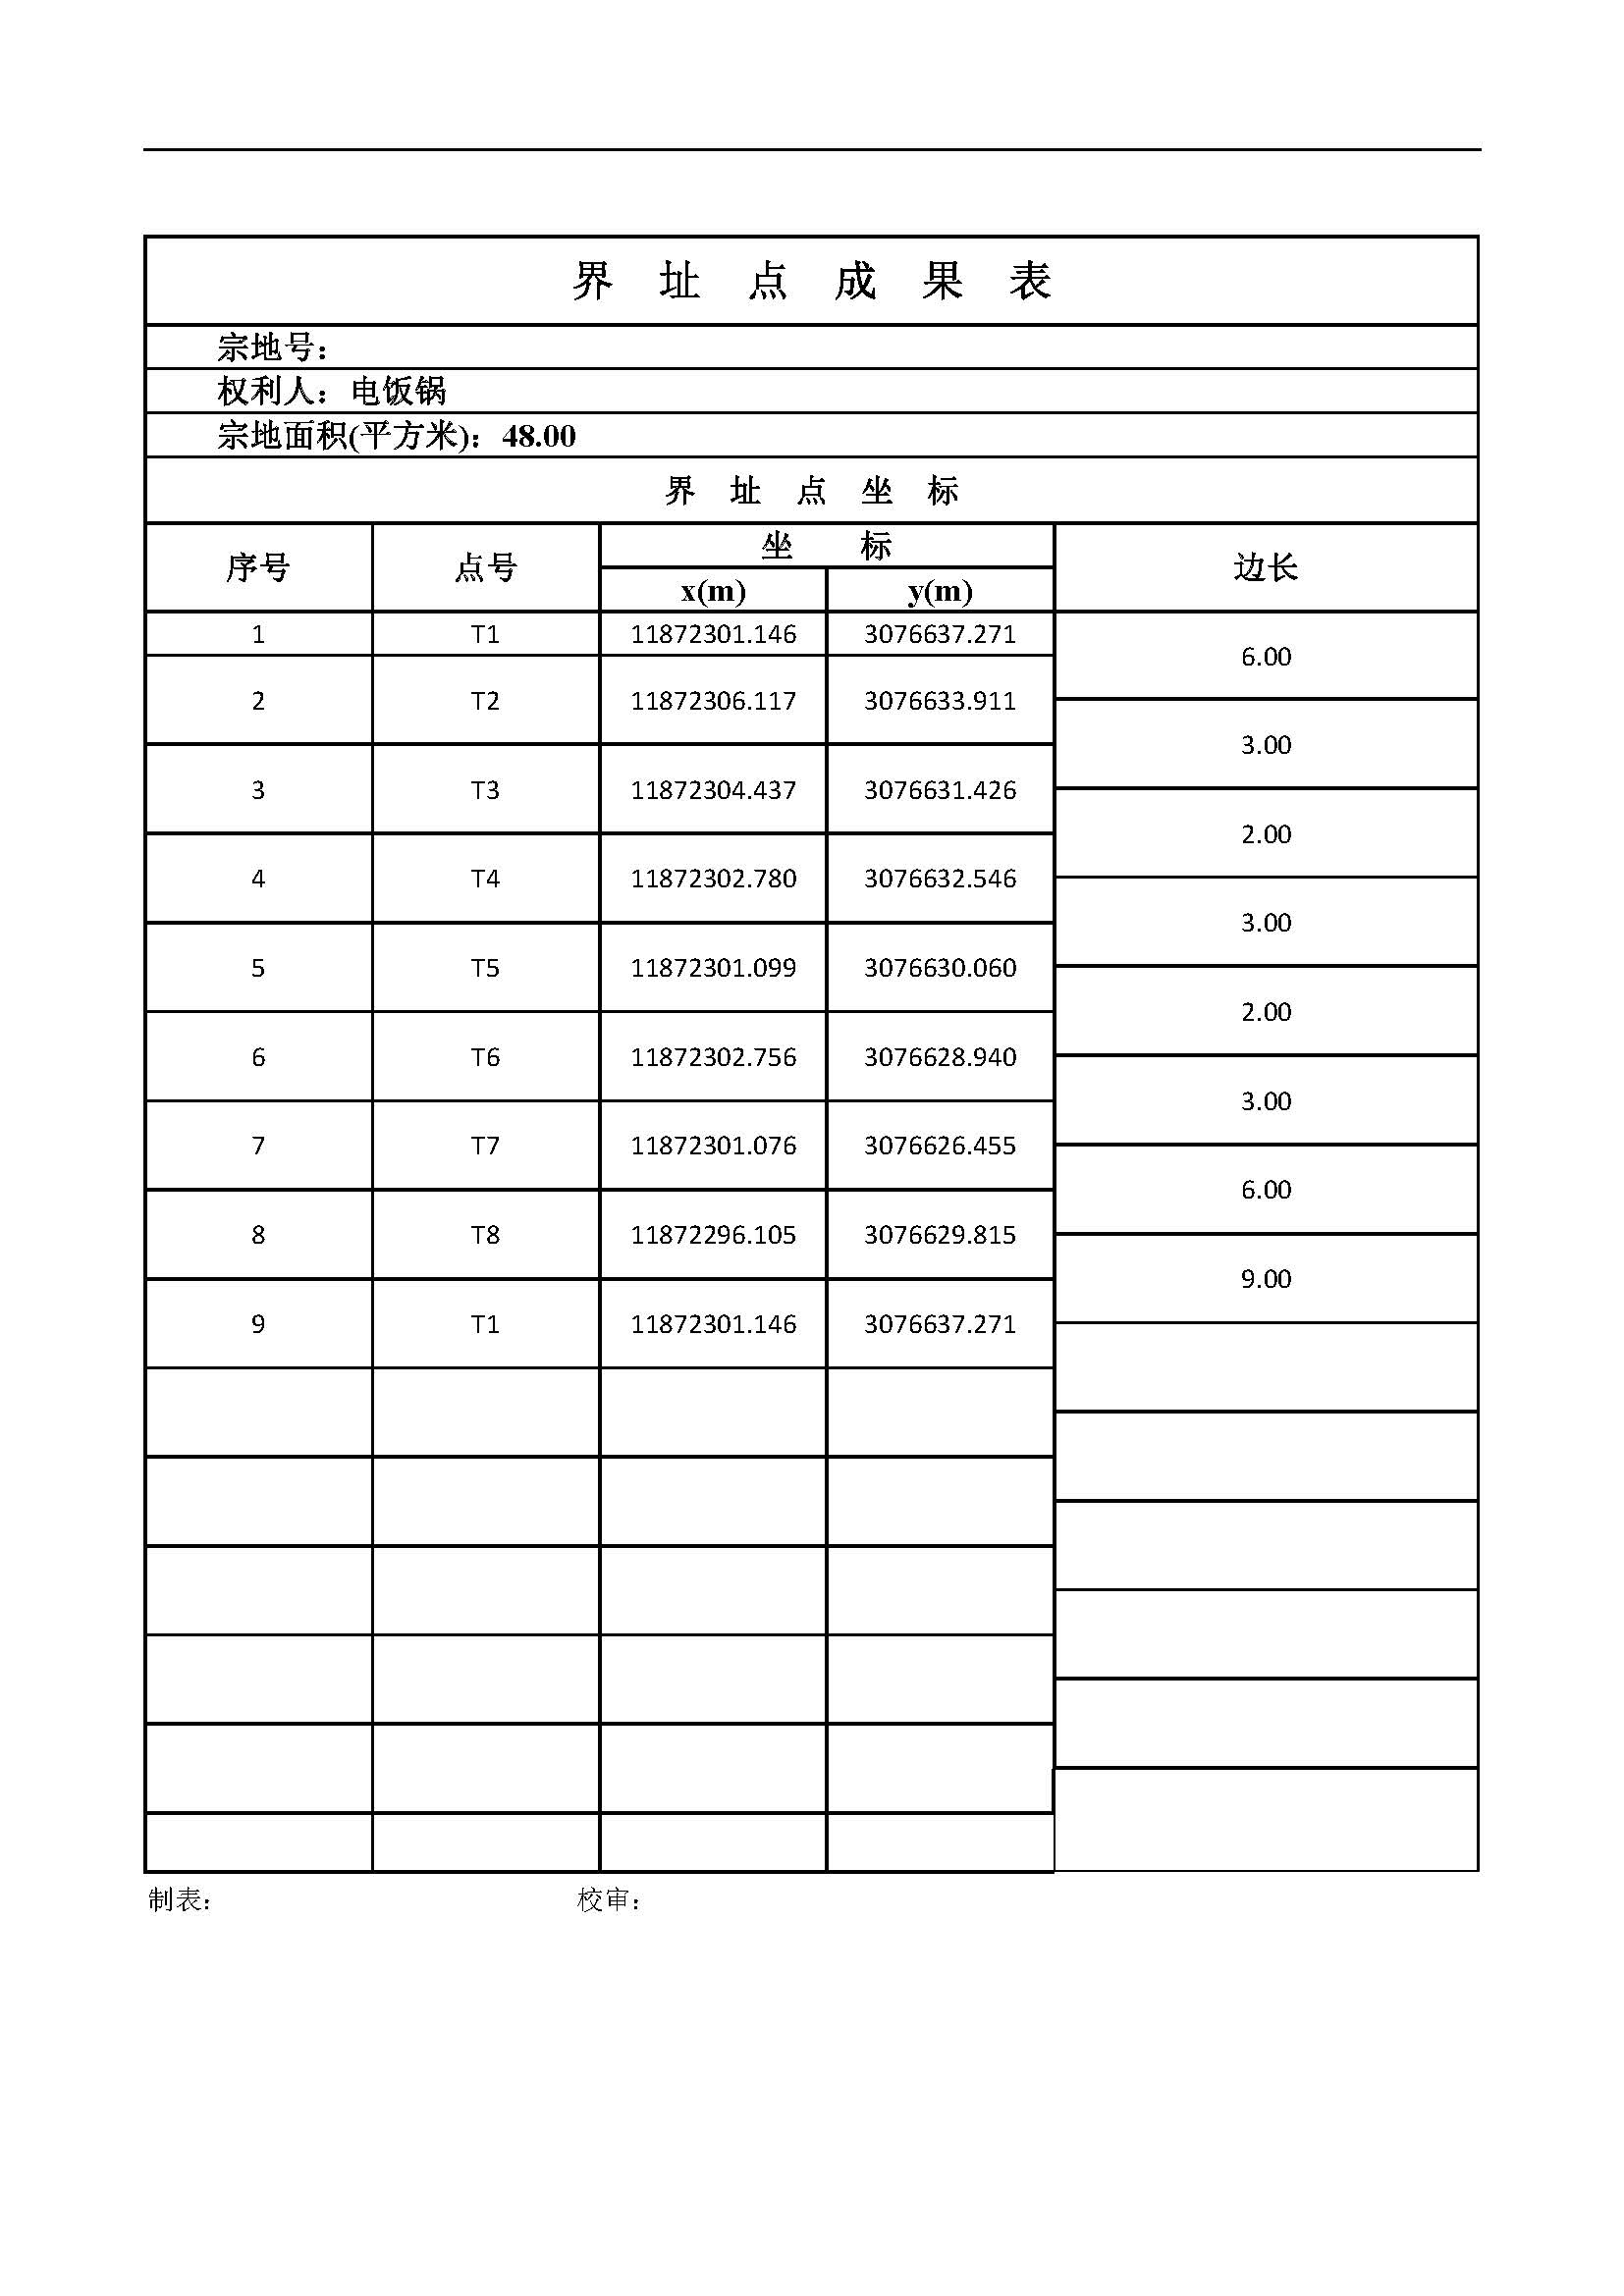 界 址 点 成 果 表
宗地号：
权利人：电饭锅
宗地面积(平方米)：48.00
界 址 点 坐 标
序号 点号 坐 标 边长
x(m) y(m)
1 T1 11872301.146 3076637.271
6.00
2 T2 11872306.117 3076633.911
3.00
3 T3 11872304.437 3076631.426
2.00
4 T4 11872302.780 3076632.546
3.00
5 T5 11872301.099 3076630.060
2.00
6 T6 11872302.756 3076628.940
3.00
7 T7 11872301.076 3076626.455
6.00
8 T8 11872296.105 3076629.815
9.00
9 T1 11872301.146 3076637.271
制表： 校审：